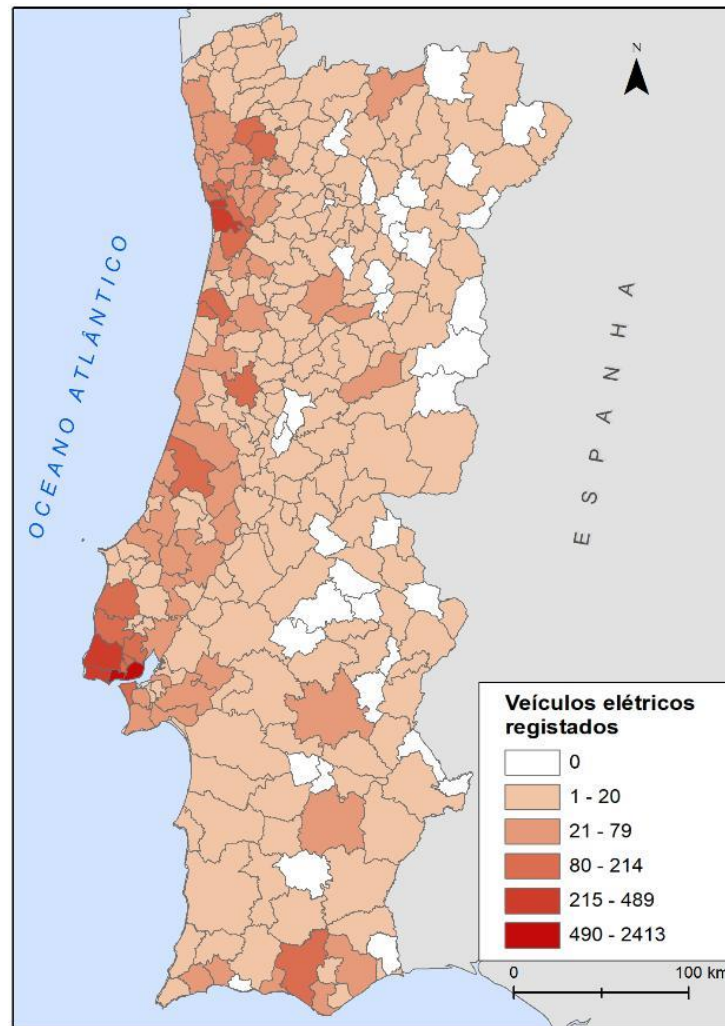 N
OCEANO ATLÂNTICO
ESPANHA
Veículos elétricos
registados
0
1 - 20
21 - 79
80 - 214
215 - 489
490 - 2413
0 100 km